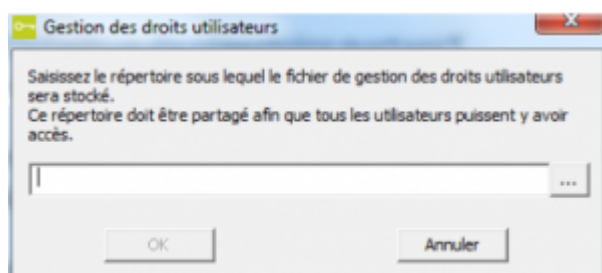 Gestion des droits utilisateurs
Saisissez le répertoire sous lequel le fichier de gestion des droits utilisateurs
sera stocké.
Ce répertoire doit être partagé afin que tous les utilisateurs puissent y avoir
accès.
...
OK
Annuler